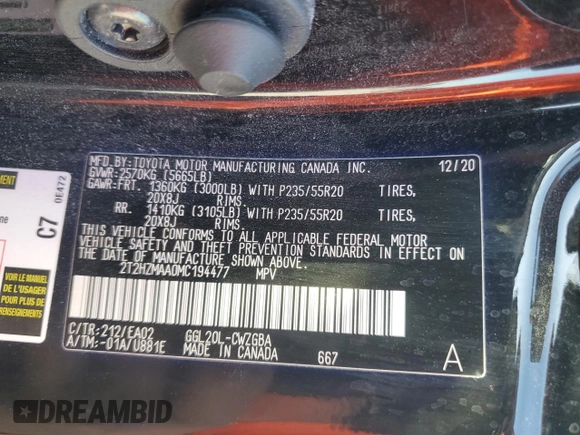 MFD.BY:TOYOTA MOTOR MANUFACTURING CANADA INC. 12/20
GVWR:2570KG (5665LB)
GAWR:FRT. 1360KG (3000LB) WITH P235/55R20 TIRES,
20X8J RIMS.
RR. 1410KG (3105LB) WITH P235/55R20 TIRES,
20X8J RIMS.
THIS VEHICLE CONFORMS TO ALL APPLICABLE FEDERAL MOTOR
VEHICLE SAFETY AND THEFT PREVENTION STANDARDS IN EFFECT ON
THE DATE OF MANUFACTURE SHOWN ABOVE.
2T2HZMAA0MC194477 MPV
C/TR:212/EA02 GGL20L-CWZGBA
A/TM:-01A/U881E MADE IN CANADA 667 A
0E472
C7
VOIR LE
MANUEL
DE L'USAGER
POUR PLUS DE
RENSEIGNEMENTS
DREAMBID